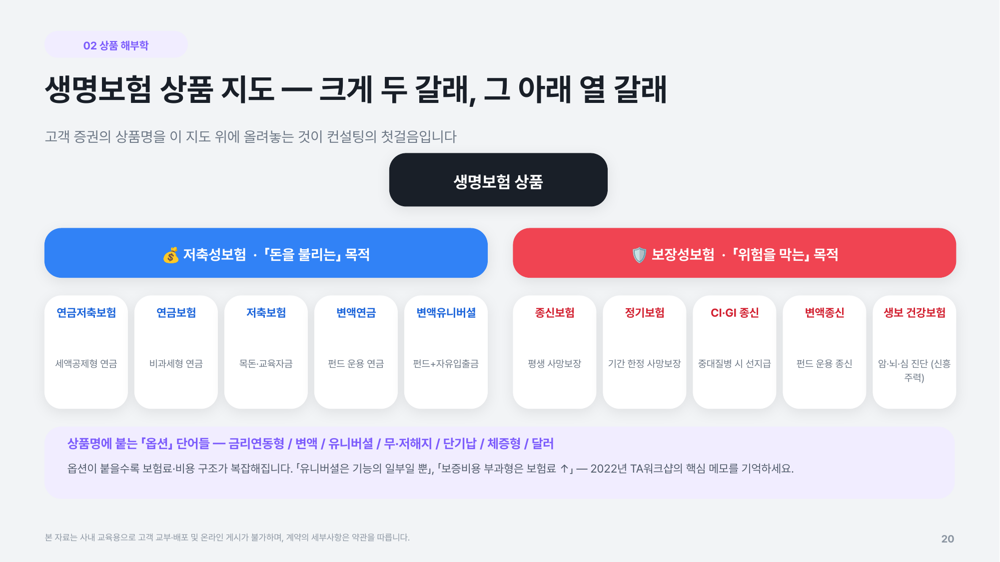 02 상품 해부학
생명보험 상품 지도 — 크게 두 갈래, 그 아래 열 갈래
고객 증권의 상품명을 이 지도 위에 올려놓는 것이 컨설팅의 첫걸음입니다
생명보험 상품
💰 저축성보험 · 「돈을 불리는」 목적
🛡️ 보장성보험 · 「위험을 막는」 목적
연금저축보험
세액공제형 연금
연금보험
비과세형 연금
저축보험
목돈·교육자금
변액연금
펀드 운용 연금
변액유니버셜
펀드+자유입출금
종신보험
평생 사망보장
정기보험
기간 한정 사망보장
CI·GI 종신
중대질병 시 선지급
변액종신
펀드 운용 종신
생보 건강보험
암·뇌·심 진단 (신흥
주력)
상품명에 붙는 「옵션」 단어들 — 금리연동형 / 변액 / 유니버셜 / 무·저해지 / 단기납 / 체증형 / 달러
옵션이 붙을수록 보험료·비용 구조가 복잡해집니다. 「유니버셜은 기능의 일부일 뿐」, 「보증비용 부과형은 보험료 ↑」 — 2022년 TA워크샵의 핵심 메모를 기억하세요.
본 자료는 사내 교육용으로 고객 교부·배포 및 온라인 게시가 불가하며, 계약의 세부사항은 약관을 따릅니다.
20